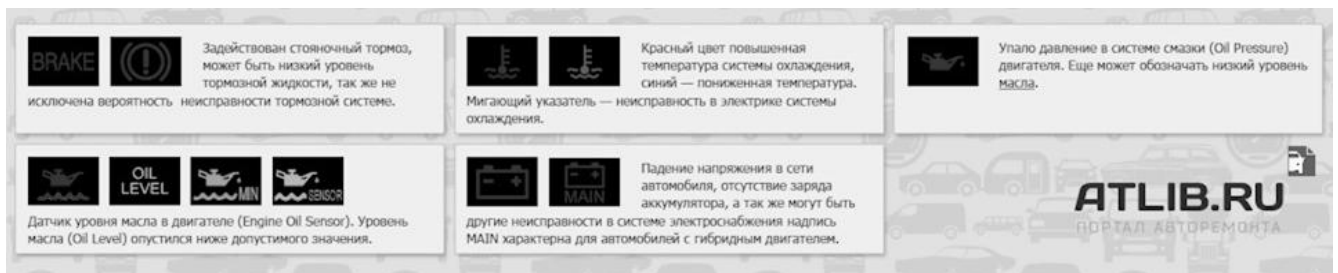 BRAKE
Задействован стояночный тормоз,
может быть низкий уровень
тормозной жидкости, так же не
исключена вероятность неисправности тормозной системе.
Красный цвет повышенная
температура системы охлаждения,
синий — пониженная температура.
Мигающий указатель — неисправность в электрике системы
охлаждения.
Упало давление в системе смазки (Oil Pressure)
двигателя. Еще может обозначать низкий уровень
масла.
OIL
LEVEL
MIN
SENSOR
Датчик уровня масла в двигателе (Engine Oil Sensor). Уровень
масла (Oil Level) опустился ниже допустимого значения.
MAIN
Падение напряжения в сети
автомобиля, отсутствие заряда
аккумулятора, а так же могут быть
другие неисправности в системе электроснабжения надпись
MAIN характерна для автомобилей с гибридным двигателем.
ATLIB.RU
ПОРТАЛ АВТОРЕМОНТА